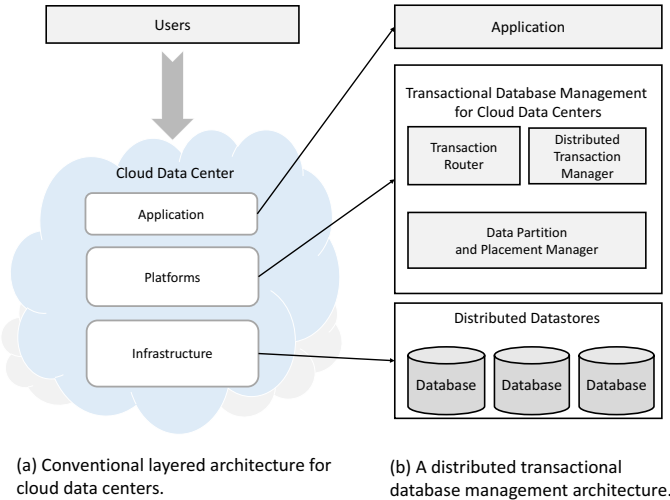 Users
Cloud Data Center
Application
Platforms
Infrastructure
(a) Conventional layered architecture for
cloud data centers.
Application
Transactional Database Management
for Cloud Data Centers
Transaction
Router
Distributed
Transaction
Manager
Data Partition
and Placement Manager
Distributed Datastores
Database
Database
Database
(b) A distributed transactional
database management architecture.